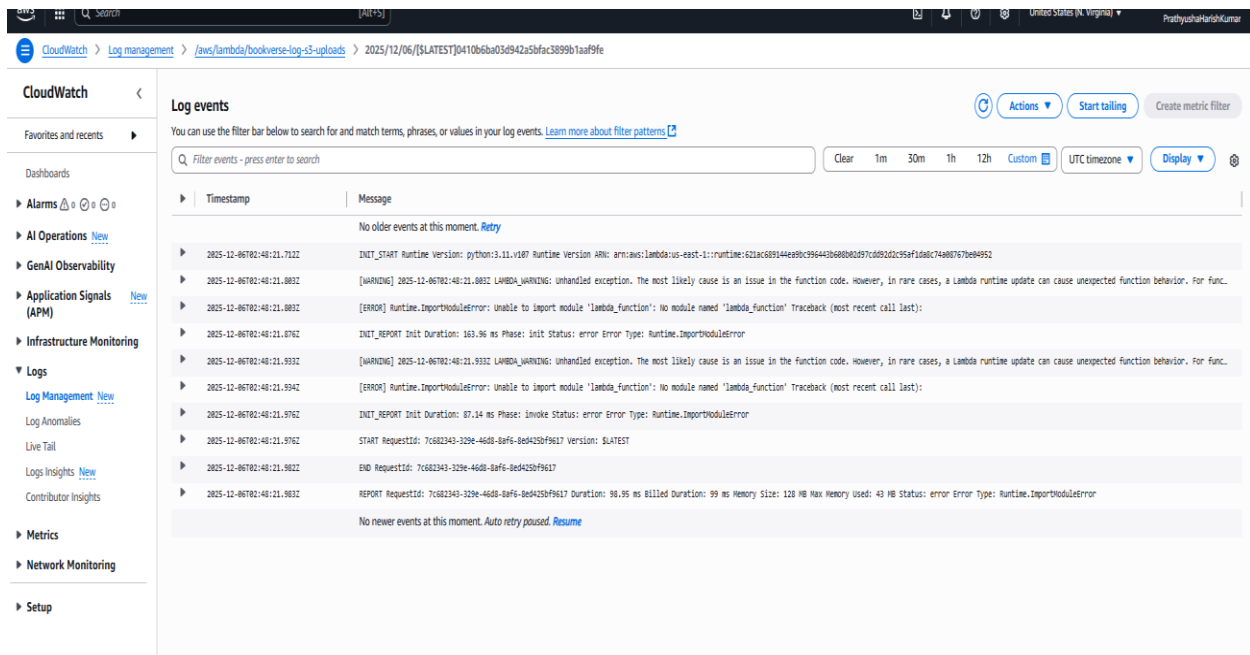 aws
Search
[Alt+S]
United States (N. Virginia)
PrathyushaHarishKumar
CloudWatch > Log management > /aws/lambda/bookverse-log-s3-uploads > 2025/12/06/[$LATEST]0410b6ba03d942a5bfac3899b1aaf9fe
CloudWatch
Favorites and recents
Dashboards
Alarms 0 0 0
AI Operations New
GenAI Observability
Application Signals New
(APM)
Infrastructure Monitoring
Logs
Log Management New
Log Anomalies
Live Tail
Logs Insights New
Contributor Insights
Metrics
Network Monitoring
Setup
Log events
Actions
Start tailing
Create metric filter
You can use the filter bar below to search for and match terms, phrases, or values in your log events. Learn more about filter patterns
Filter events - press enter to search
Clear 1m 30m 1h 12h Custom
UTC timezone
Display
Timestamp Message
No older events at this moment. Retry
2025-12-06T02:48:21.712Z INIT_START Runtime Version: python:3.11.v107 Runtime Version ARN: arn:aws:lambda:us-east-1::runtime:621ac689144ea9bc996443b608b02d97cdd92d2c95af1da8c74a08767be04952
2025-12-06T02:48:21.803Z [WARNING] 2025-12-06T02:48:21.803Z LAMBDA_WARNING: Unhandled exception. The most likely cause is an issue in the function code. However, in rare cases, a Lambda runtime update can cause unexpected function behavior. For func…
2025-12-06T02:48:21.803Z [ERROR] Runtime.ImportModuleError: Unable to import module 'lambda_function': No module named 'lambda_function' Traceback (most recent call last):
2025-12-06T02:48:21.876Z INIT_REPORT Init Duration: 163.96 ms Phase: init Status: error Error Type: Runtime.ImportModuleError
2025-12-06T02:48:21.933Z [WARNING] 2025-12-06T02:48:21.933Z LAMBDA_WARNING: Unhandled exception. The most likely cause is an issue in the function code. However, in rare cases, a Lambda runtime update can cause unexpected function behavior. For func…
2025-12-06T02:48:21.934Z [ERROR] Runtime.ImportModuleError: Unable to import module 'lambda_function': No module named 'lambda_function' Traceback (most recent call last):
2025-12-06T02:48:21.976Z INIT_REPORT Init Duration: 87.14 ms Phase: invoke Status: error Error Type: Runtime.ImportModuleError
2025-12-06T02:48:21.976Z START RequestId: 7c682343-329e-46d8-8af6-8ed425bf9617 Version: $LATEST
2025-12-06T02:48:21.982Z END RequestId: 7c682343-329e-46d8-8af6-8ed425bf9617
2025-12-06T02:48:21.983Z REPORT RequestId: 7c682343-329e-46d8-8af6-8ed425bf9617 Duration: 98.95 ms Billed Duration: 99 ms Memory Size: 128 MB Max Memory Used: 43 MB Status: error Error Type: Runtime.ImportModuleError
No newer events at this moment. Auto retry paused. Resume